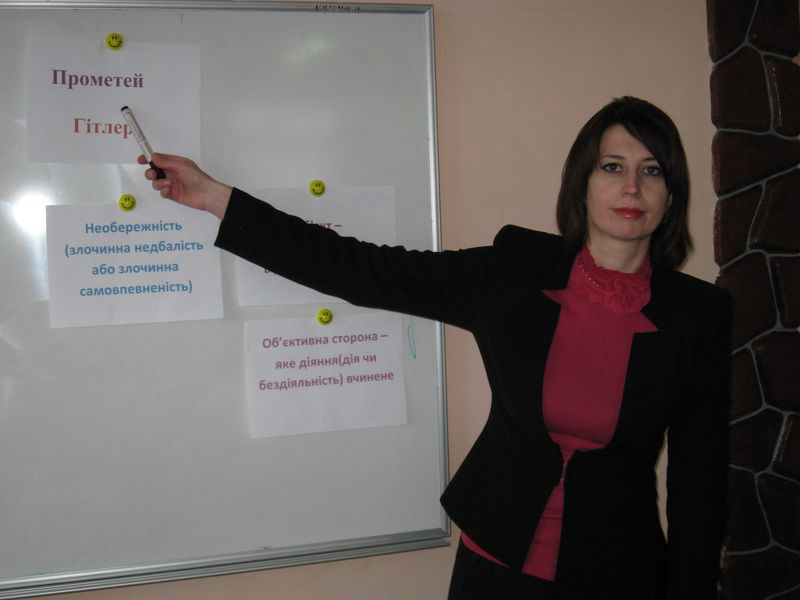 Прометей
Гітлер
Необережність
(злочинна недбалість
або злочинна
самовпевненість)
Об’єктивна сторона –
яке діяння(дія чи
бездіяльність) вчинене